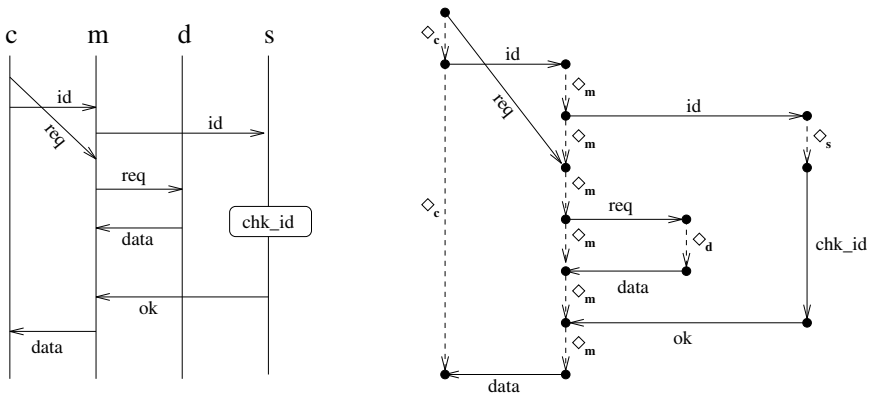 c m d s
id
req
id
req
chk_id
data
ok
data
◇c
id
req
◇m
id
◇m
◇s
◇m
◇c
req
◇m
◇d
chk_id
data
◇m
ok
◇m
data